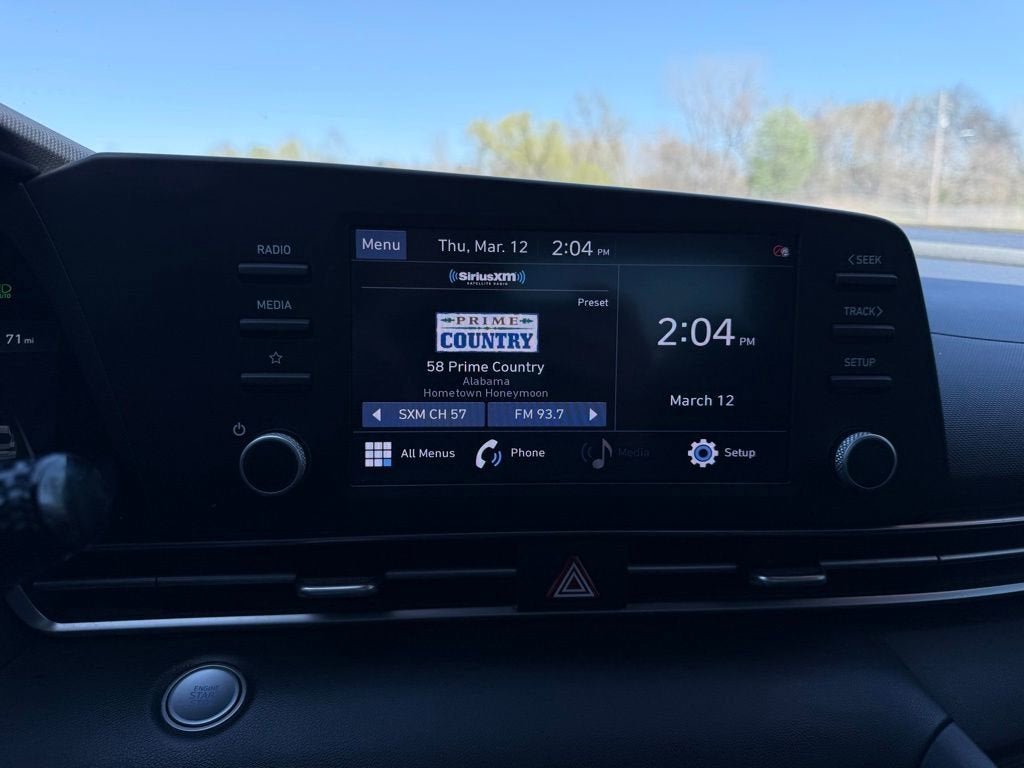 RADIO
MEDIA
AUTO
71 mi
Menu
Thu, Mar. 12
2:04 PM
((SiriusXM))
SATELLITE RADIO
Preset
PRIME
COUNTRY
58 Prime Country
Alabama
Hometown Honeymoon
SXM CH 57
FM 93.7
2:04 PM
March 12
All Menus
Phone
Media
Setup
SEEK
TRACK
SETUP
ENGINE
START